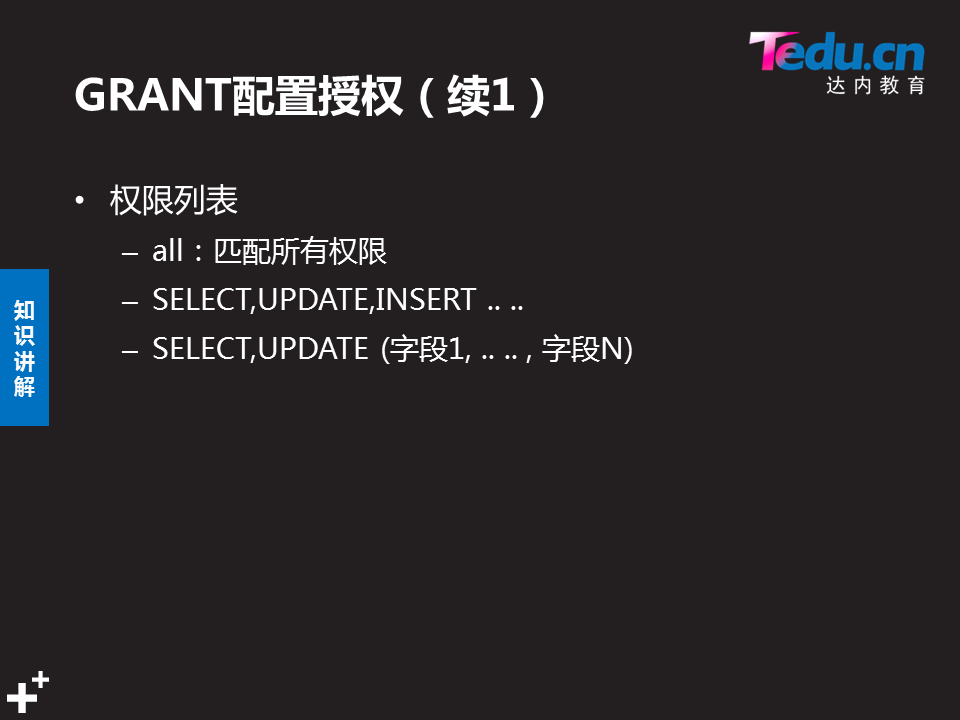 Tedu.cn
达内教育
GRANT配置授权（续1）
• 权限列表
– all：匹配所有权限
– SELECT,UPDATE,INSERT .. ..
– SELECT,UPDATE (字段1, .. .. , 字段N)
知
识
讲
解